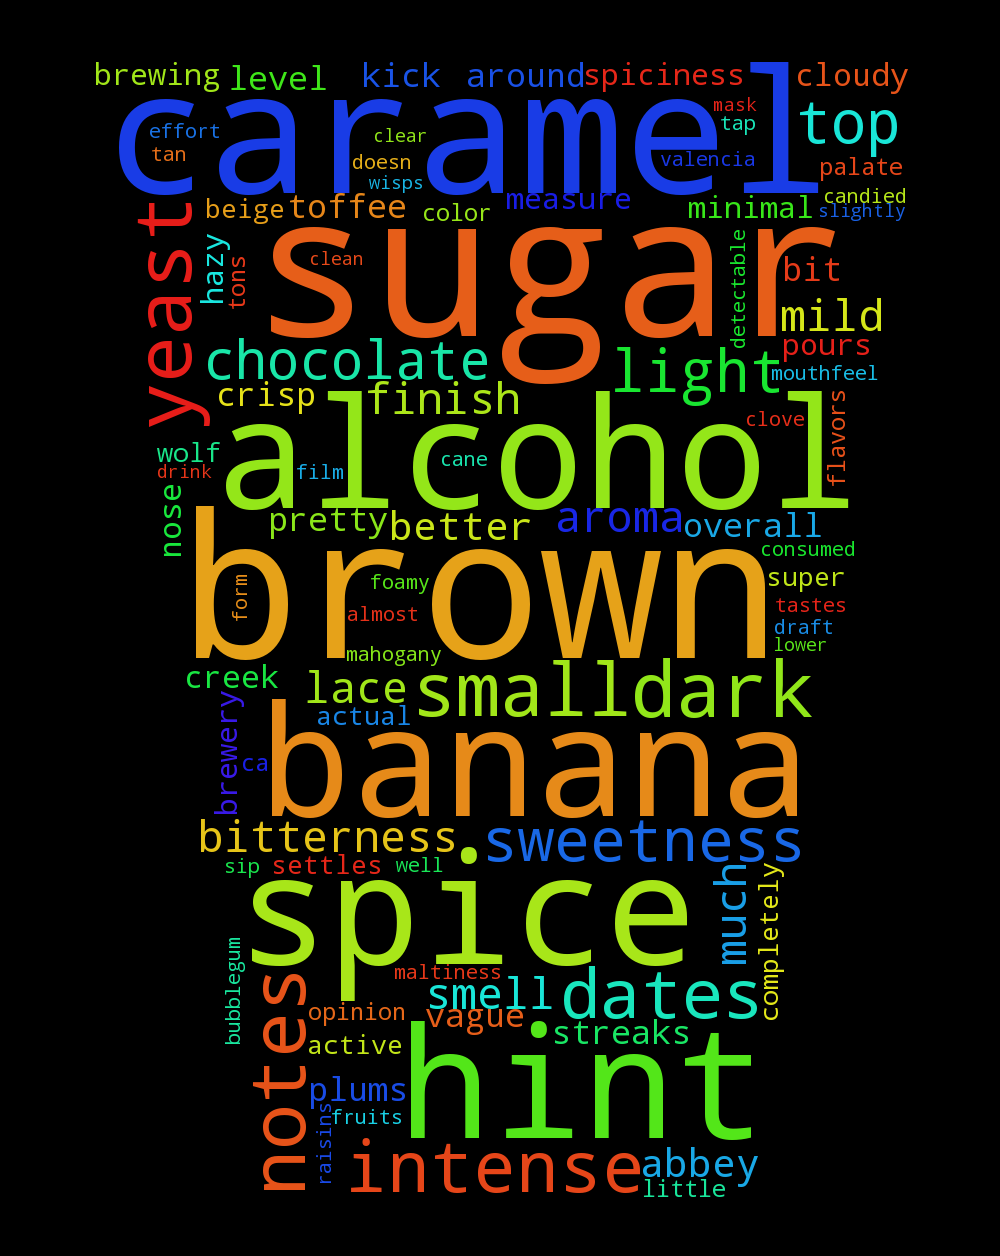 brewing level kick around spiciness cloudy
caramel
effort clear mask tap top
tan doesn valencia palate
wisps candied
yeast beige toffee color measure minimal slightly
hazy tons clean sugar detectable bit
mild
chocolate light pours
mouthfeel
crisp finish clove flavors
alcohol
wolf cane
drink film
nose pretty better aroma overall
brown
consumed
form foamy super
almost tastes
draft
mahogany lower
creek lace small dark
brewery actual
ca banana
bitterness sweetness
sip settles well
spice much completely
bubblegum maltiness
notes smell dates
opinion vague streaks
active hint
plums
raisins fruits
intense abbey
little